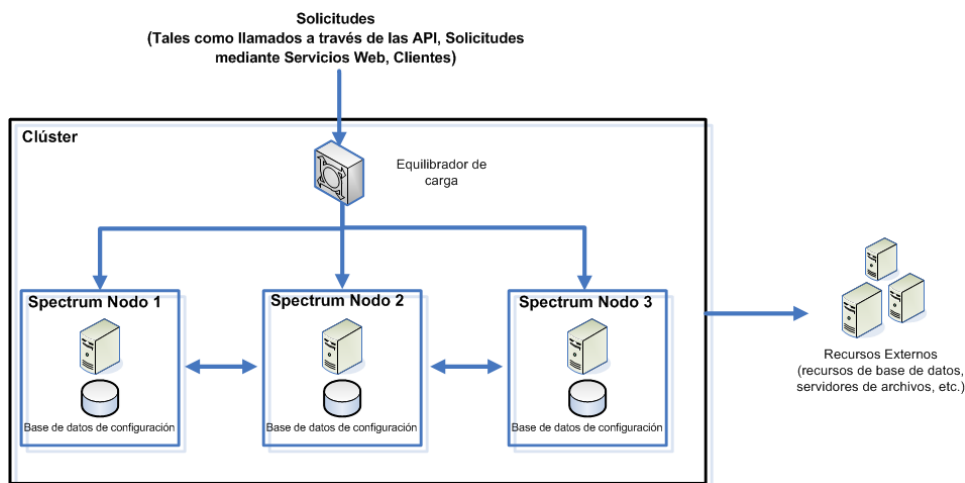 Solicitudes
(Tales como llamados a través de las API, Solicitudes
mediante Servicios Web, Clientes)
Clúster
Equilibrador de
carga
Spectrum Nodo 1
Spectrum Nodo 2
Spectrum Nodo 3
Base de datos de configuración
Base de datos de configuración
Base de datos de configuración
Recursos Externos
(recursos de base de datos,
servidores de archivos, etc.)